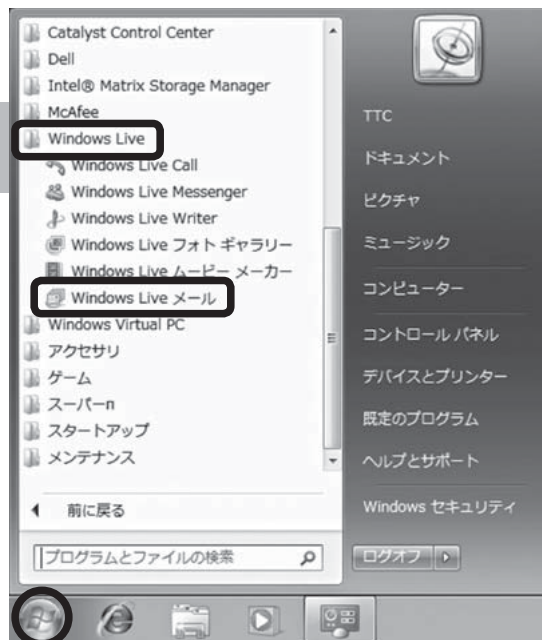 Catalyst Control Center
Dell
Intel® Matrix Storage Manager
McAfee
Windows Live
Windows Live Call
Windows Live Messenger
Windows Live Writer
Windows Live フォト ギャラリー
Windows Live ムービー メーカー
Windows Live メール
Windows Virtual PC
アクセサリ
ゲーム
スーパーn
スタートアップ
メンテナンス
前に戻る
プログラムとファイルの検索
TTC
ドキュメント
ピクチャ
ミュージック
コンピューター
コントロール パネル
デバイスとプリンター
既定のプログラム
ヘルプとサポート
Windows セキュリティ
ログオフ